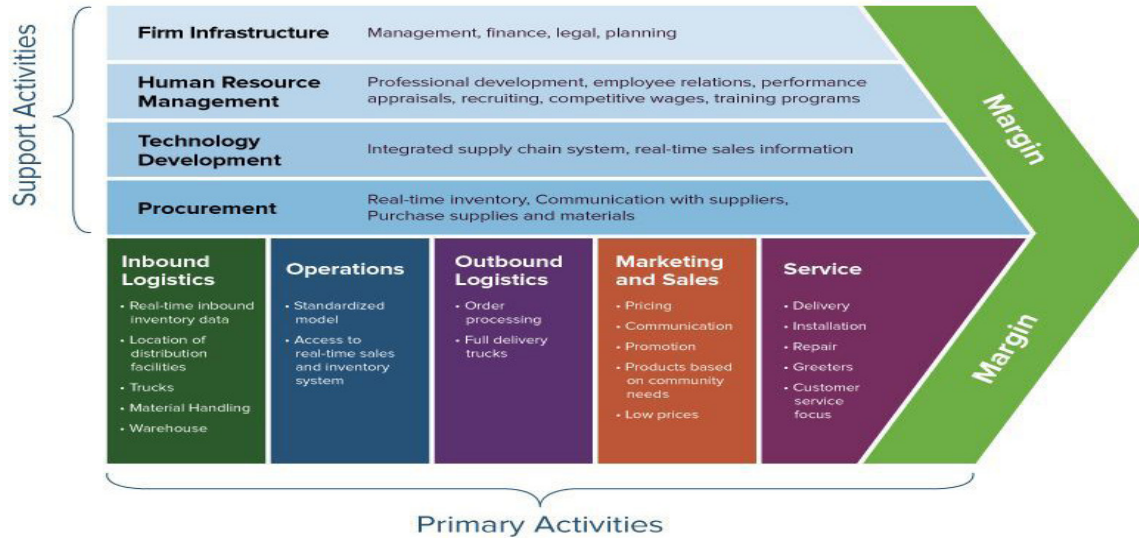 Support Activities
Firm Infrastructure
Management, finance, legal, planning
Human Resource
Management
Professional development, employee relations, performance
appraisals, recruiting, competitive wages, training programs
Technology
Development
Integrated supply chain system, real-time sales information
Procurement
Real-time inventory, Communication with suppliers,
Purchase supplies and materials
Margin
Inbound
Logistics
• Real-time inbound
inventory data
• Location of
distribution
facilities
• Trucks
• Material Handling
• Warehouse
Operations
• Standardized
model
• Access to
real-time sales
and inventory
system
Outbound
Logistics
• Order
processing
• Full delivery
trucks
Marketing
and Sales
• Pricing
• Communication
• Promotion
• Products based
on community
needs
• Low prices
Service
• Delivery
• Installation
• Repair
• Greeters
• Customer
service
focus
Margin
Primary Activities